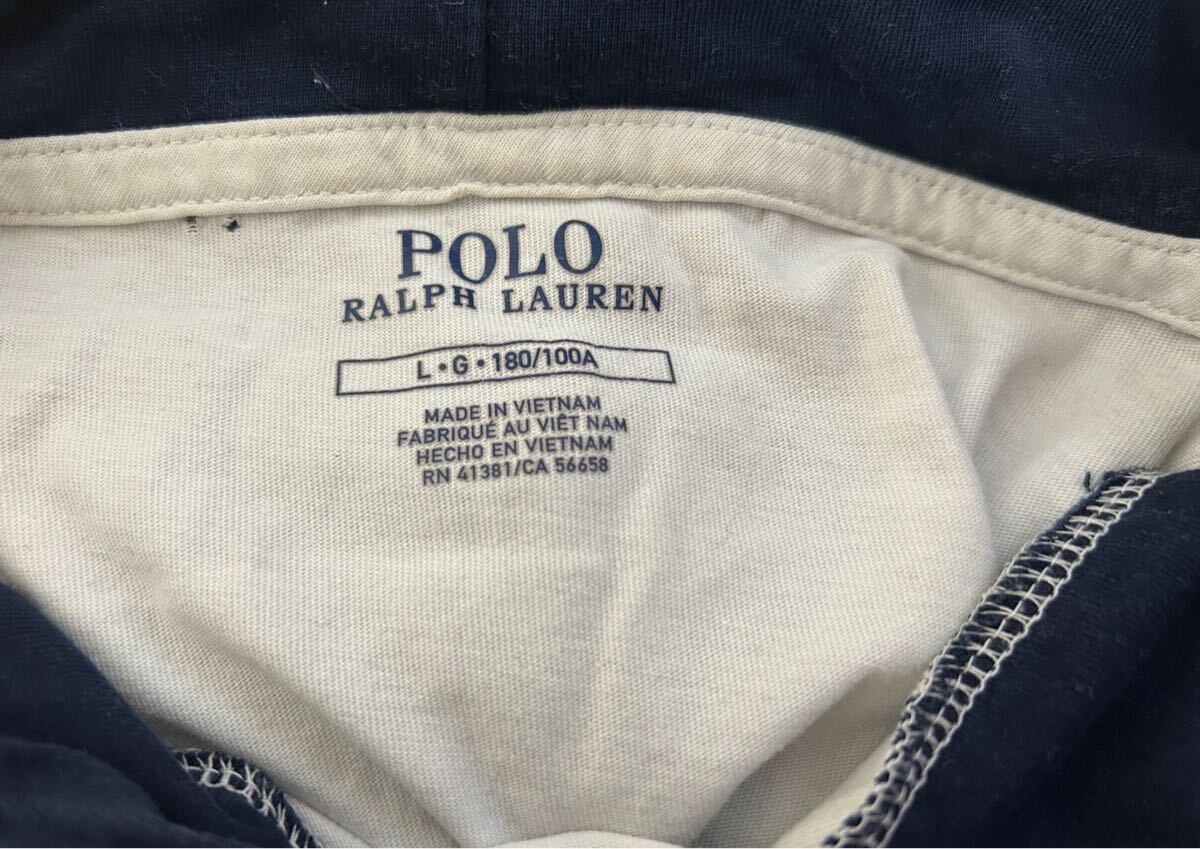 POLO
RALPH LAUREN
L•G•180/100A
MADE IN VIETNAM
FABRIQUÉ AU VIÊT NAM
HECHO EN VIETNAM
RN 41381/CA 56658